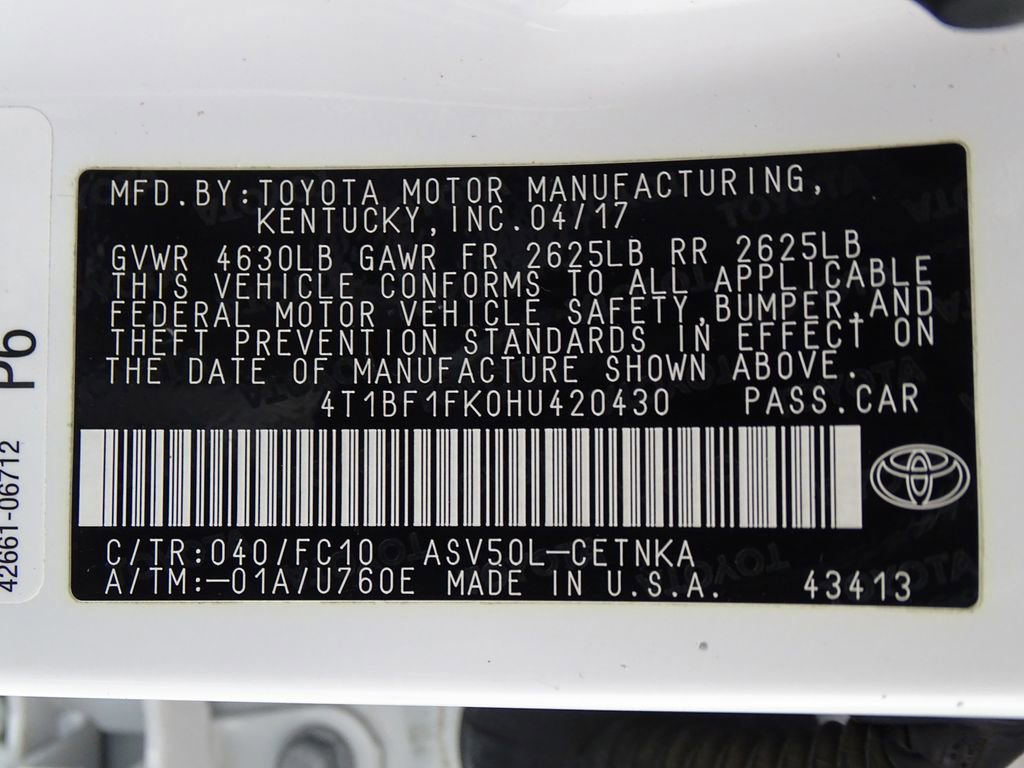 MFD.BY:TOYOTA MOTOR MANUFACTURING,
KENTUCKY,INC.04/17
GVWR 4630LB GAWR FR 2625LB RR 2625LB
THIS VEHICLE CONFORMS TO ALL APPLICABLE
FEDERAL MOTOR VEHICLE SAFETY,BUMPER,AND
THEFT PREVENTION STANDARDS IN EFFECT ON
THE DATE OF MANUFACTURE SHOWN ABOVE.
4T1BF1FK0HU420430 PASS.CAR
C/TR:040/FC10 ASV50L-CETNKA
A/TM:-01A/U760E MADE IN U.S.A. 43413
42661-06712 P6